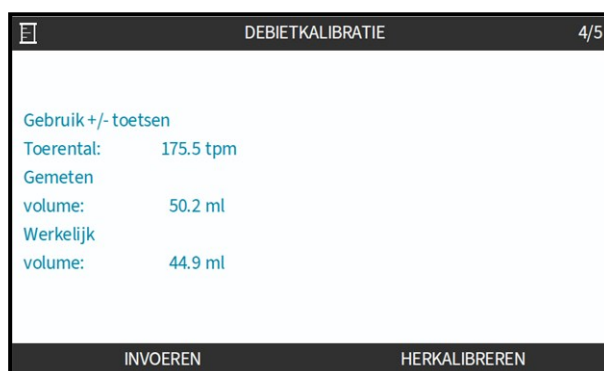 DEBIETKALIBRATIE 4/5
Gebruik +/- toetsen
Toerental: 175.5 tpm
Gemeten
volume: 50.2 ml
Werkelijk
volume: 44.9 ml
INVOEREN HERKALIBREREN